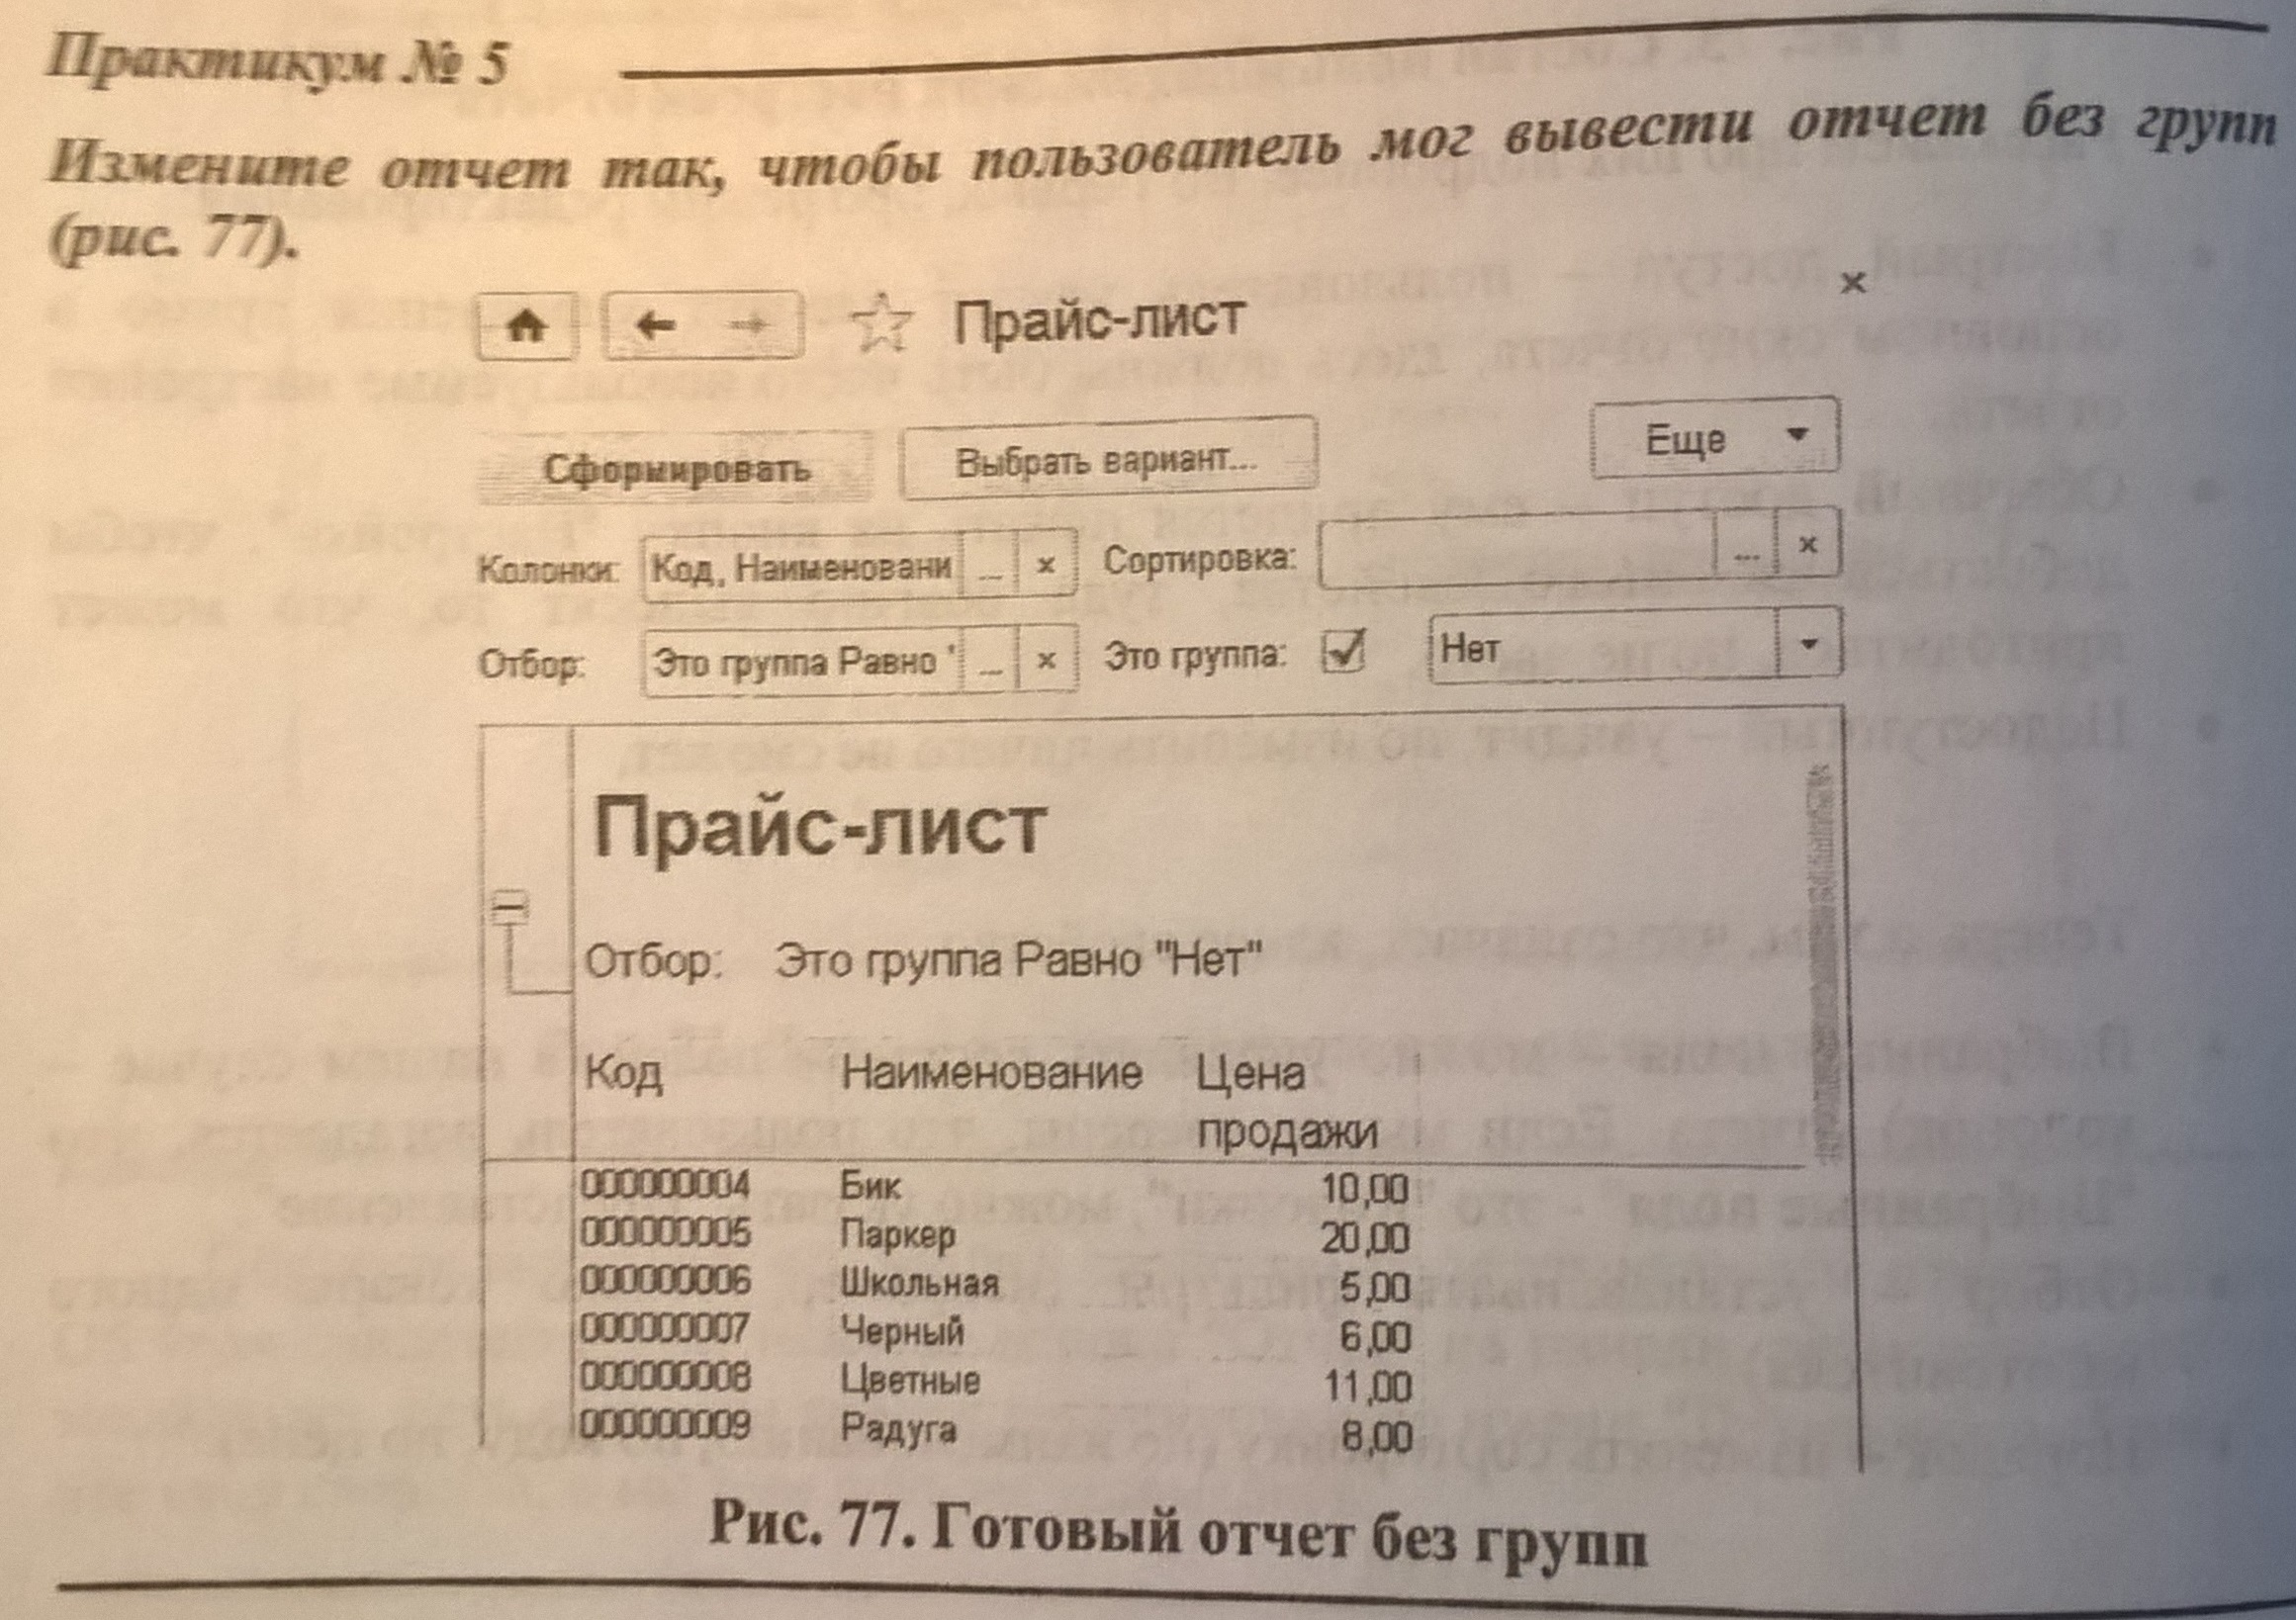 Практикум № 5
Измените отчет так, чтобы пользователь мог вывести отчет без групп
(рис. 77).
Прайс-лист ×
Сформировать Выбрать вариант... Еще
Колонки: Код, Наименовани ... × Сортировка: ... ×
Отбор: Это группа Равно " ... × Это группа: Нет
Прайс-лист
Отбор: Это группа Равно "Нет"
Код Наименование Цена
продажи
000000004 Бик 10,00
000000005 Паркер 20,00
000000006 Школьная 5,00
000000007 Черный 6,00
000000008 Цветные 11,00
000000009 Радуга 8,00
Рис. 77. Готовый отчет без групп